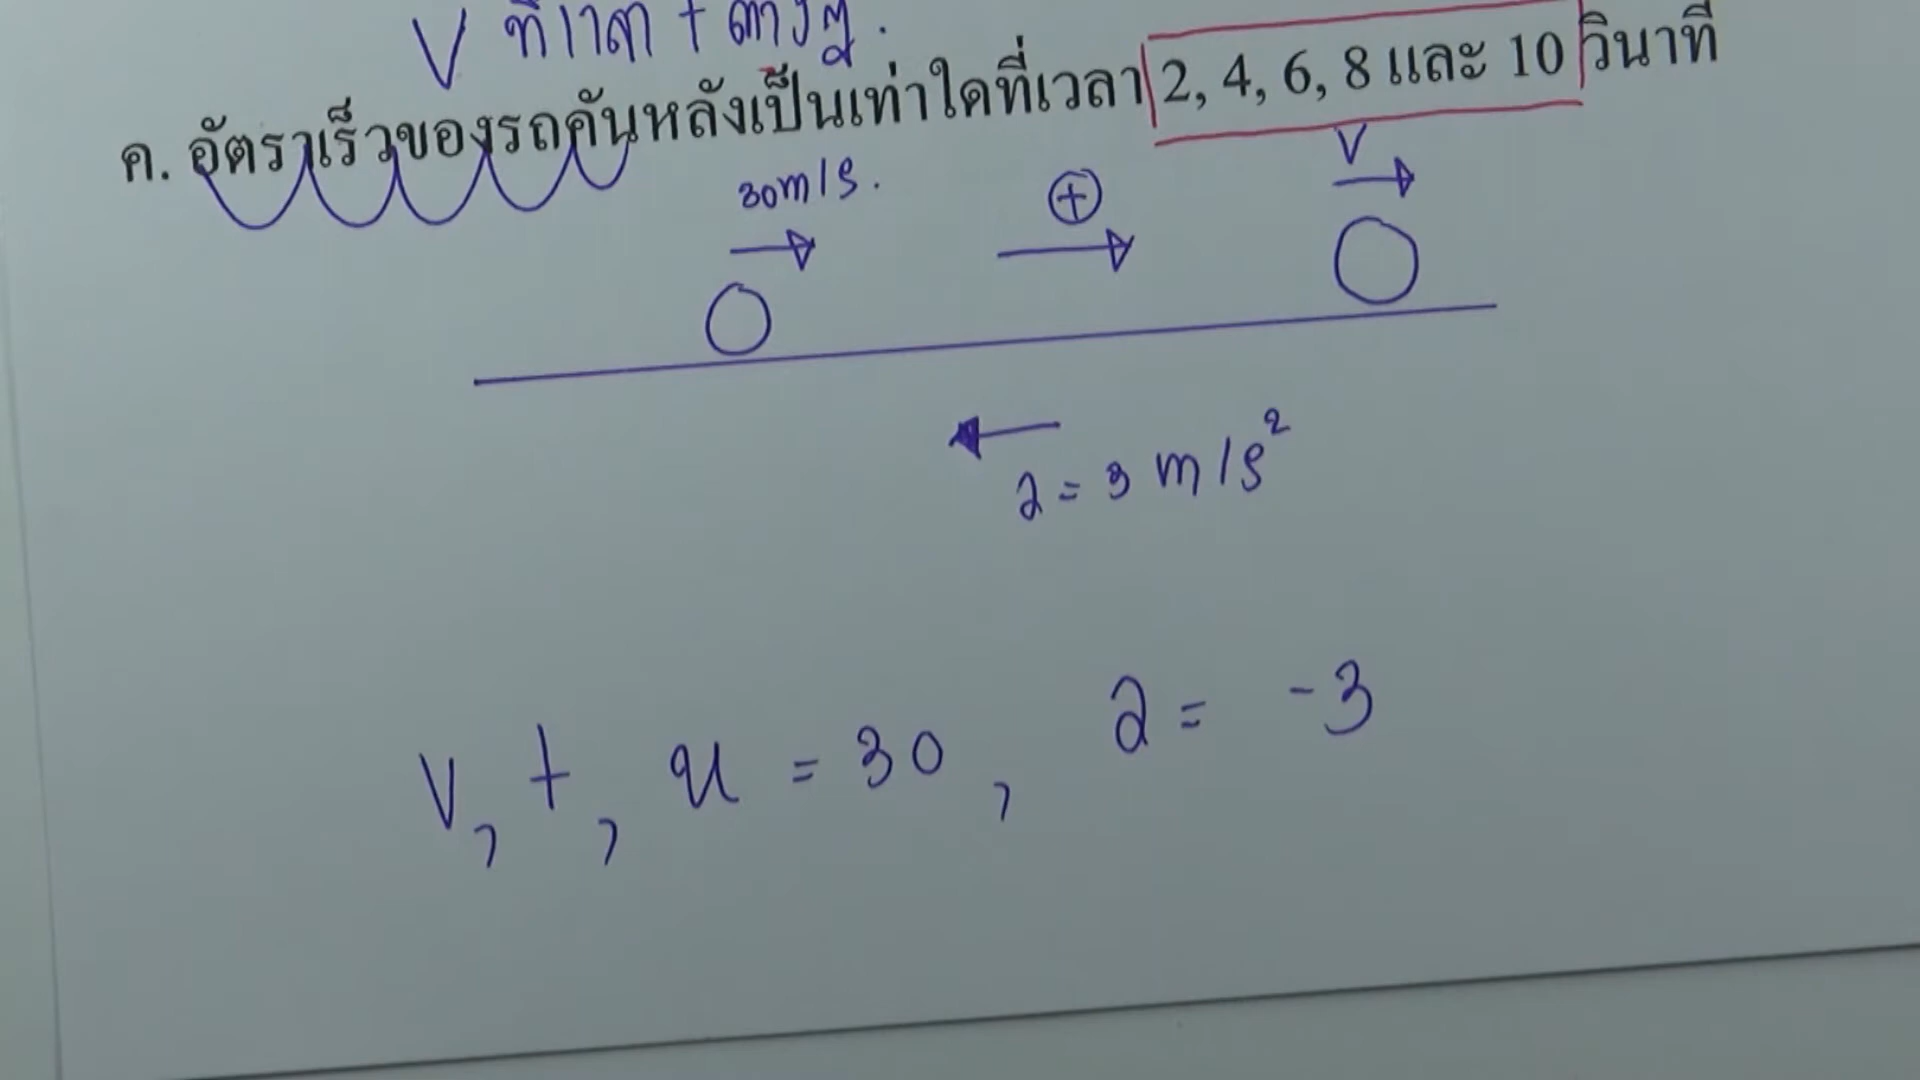 V ที่เวลา t ต่างๆ.
ค. อัตราเร็วของรถคันหลังเป็นเท่าใดที่เวลา 2, 4, 6, 8 และ 10 วินาที
30 m/s.
+
V
a = 3 m/s²
v, t, u = 30, a = -3